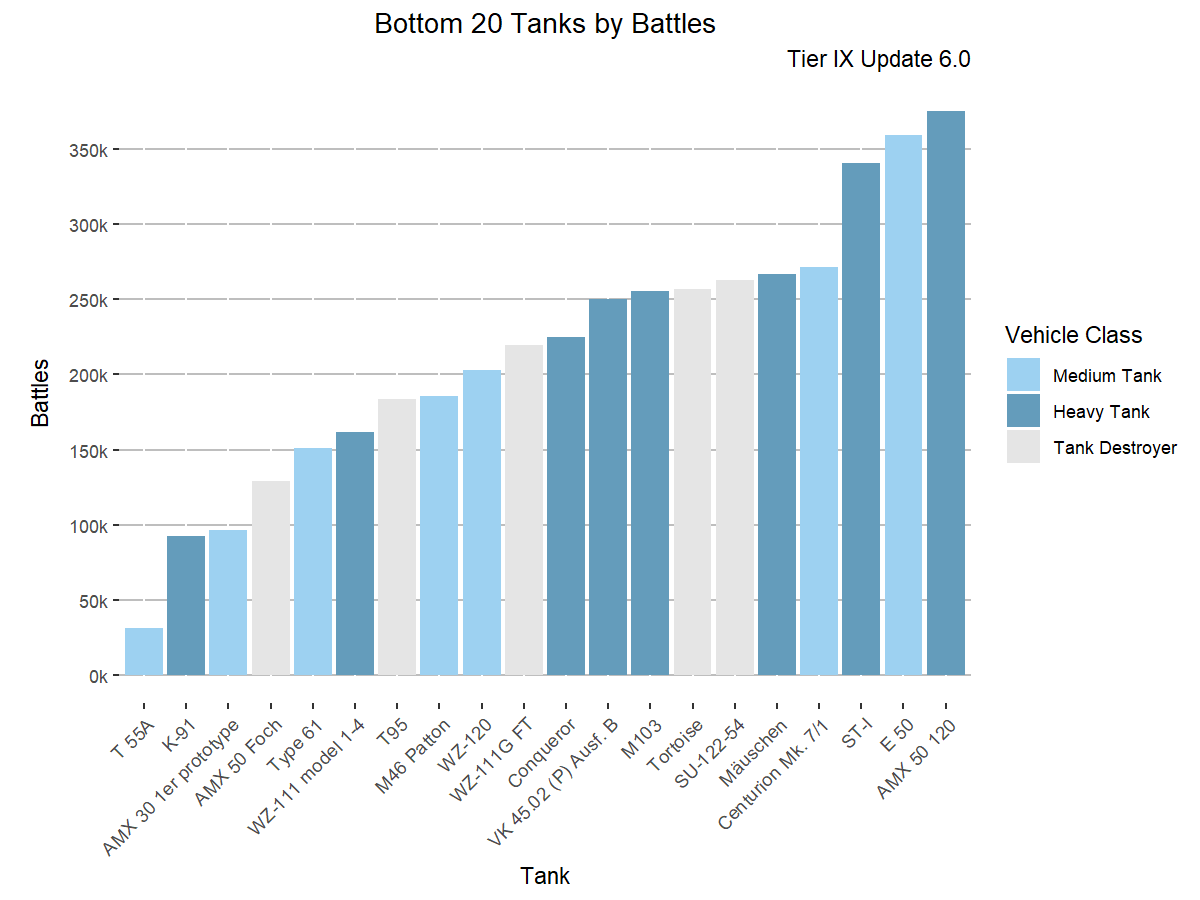 Bottom 20 Tanks by Battles
Tier IX Update 6.0
Battles
350k
300k
250k
200k
150k
100k
50k
0k
T 55A
K-91
AMX 30 1er prototype
AMX 50 Foch
Type 61
WZ-111 model 1-4
T95
M46 Patton
WZ-120
WZ-111G FT
Conqueror
VK 45.02 (P) Ausf. B
M103
Tortoise
SU-122-54
Mäuschen
Centurion Mk. 7/1
ST-I
E 50
AMX 50 120
Tank
Vehicle Class
Medium Tank
Heavy Tank
Tank Destroyer